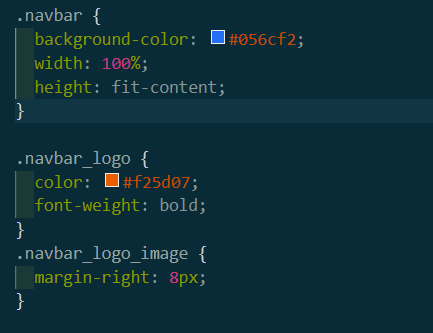 .navbar {
  background-color: #056cf2;
  width: 100%;
  height: fit-content;
}

.navbar_logo {
  color: #f25d07;
  font-weight: bold;
}
.navbar_logo_image {
  margin-right: 8px;
}